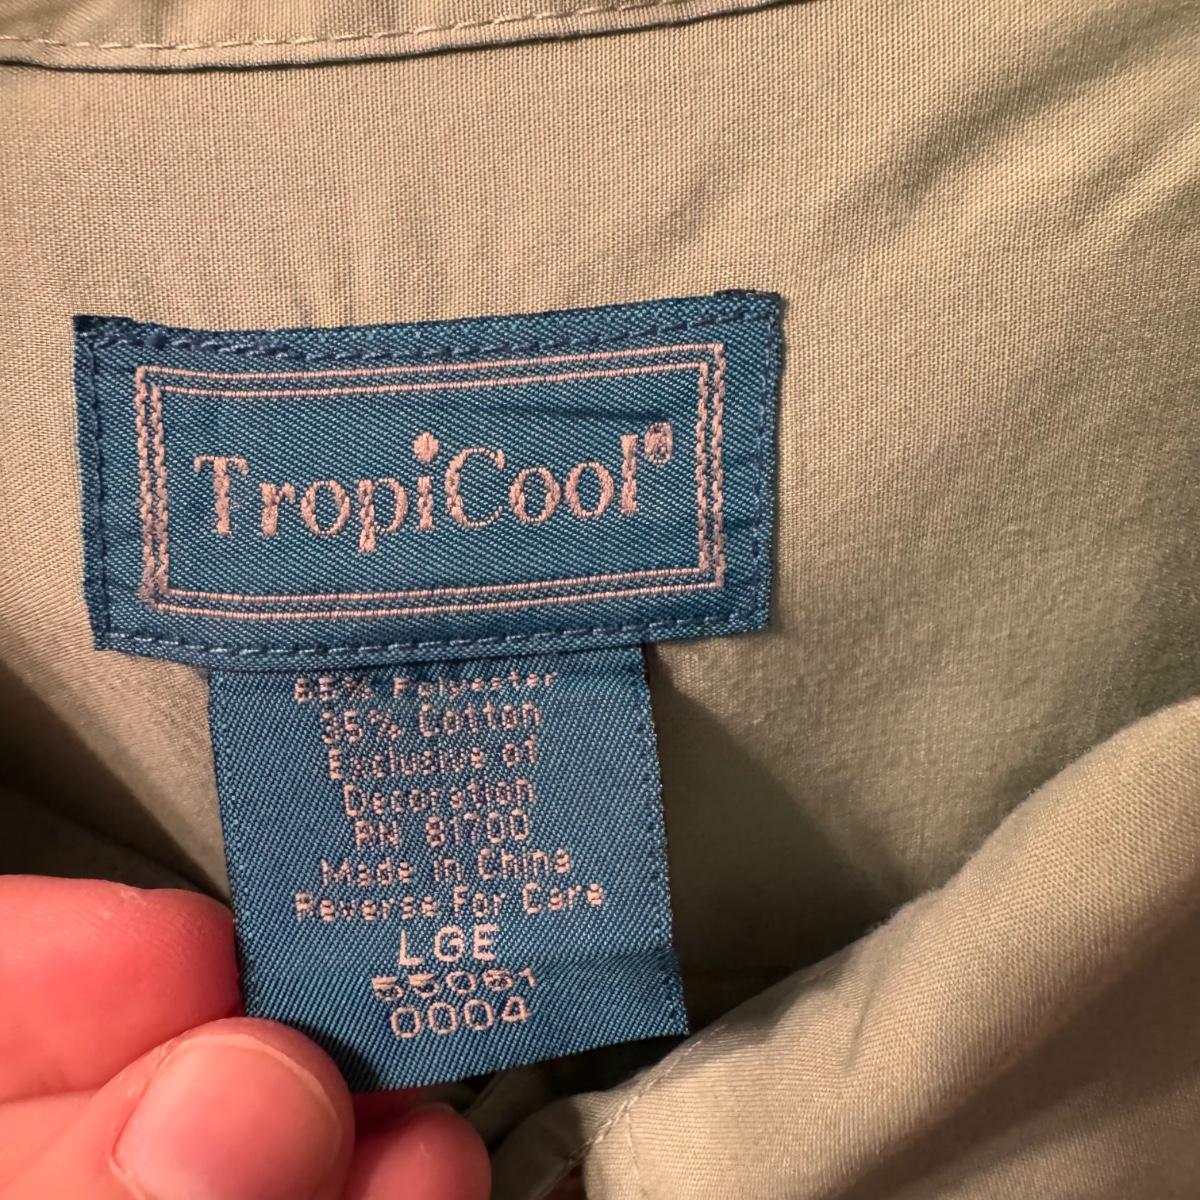 TropiCool®
65% Polyester
35% Cotton
Exclusive of
Decoration
RN 81700
Made in China
Reverse For Care
LGE
0004